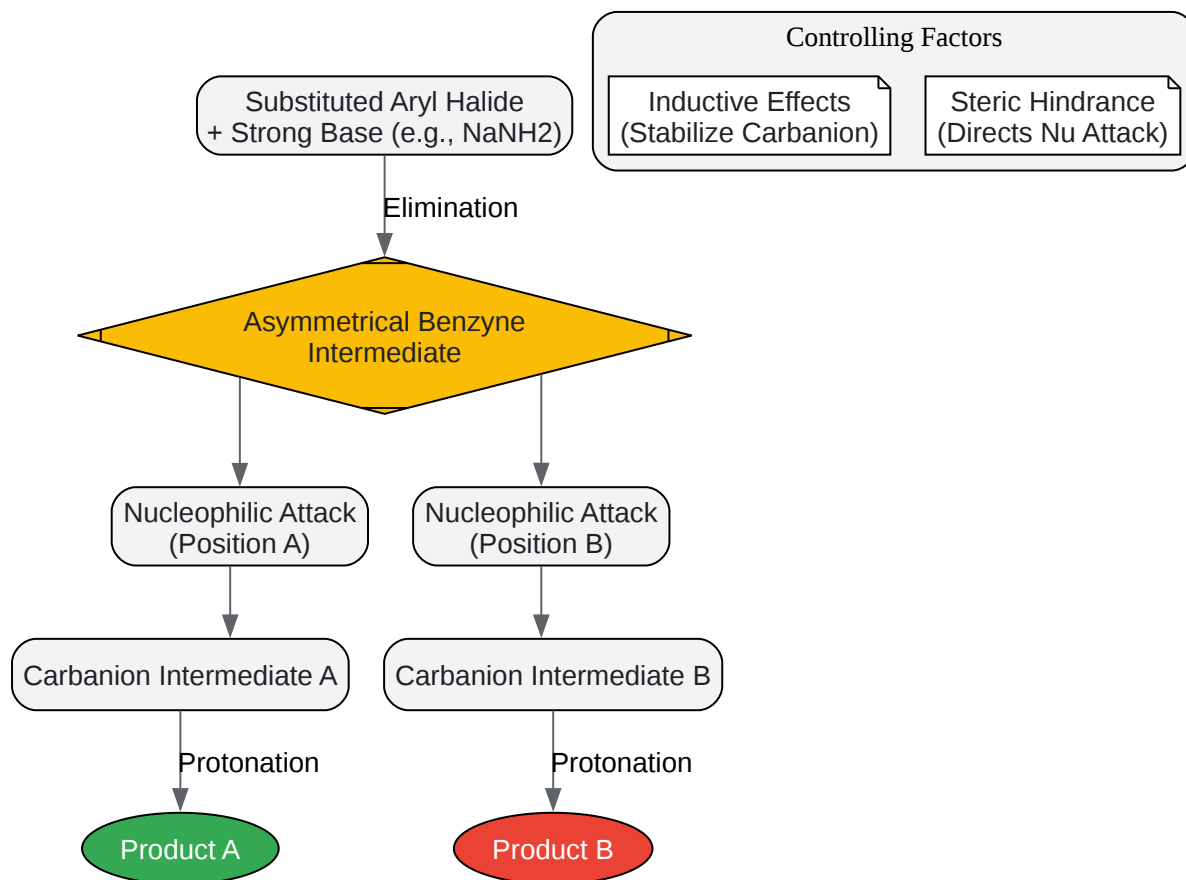 Controlling Factors
Substituted Aryl Halide
+ Strong Base (e.g., NaNH2)
Inductive Effects
(Stabilize Carbanion)
Steric Hindrance
(Directs Nu Attack)
Elimination
Asymmetrical Benzyne
Intermediate
Nucleophilic Attack
(Position A)
Nucleophilic Attack
(Position B)
Carbanion Intermediate A
Carbanion Intermediate B
Protonation
Protonation
Product A
Product B